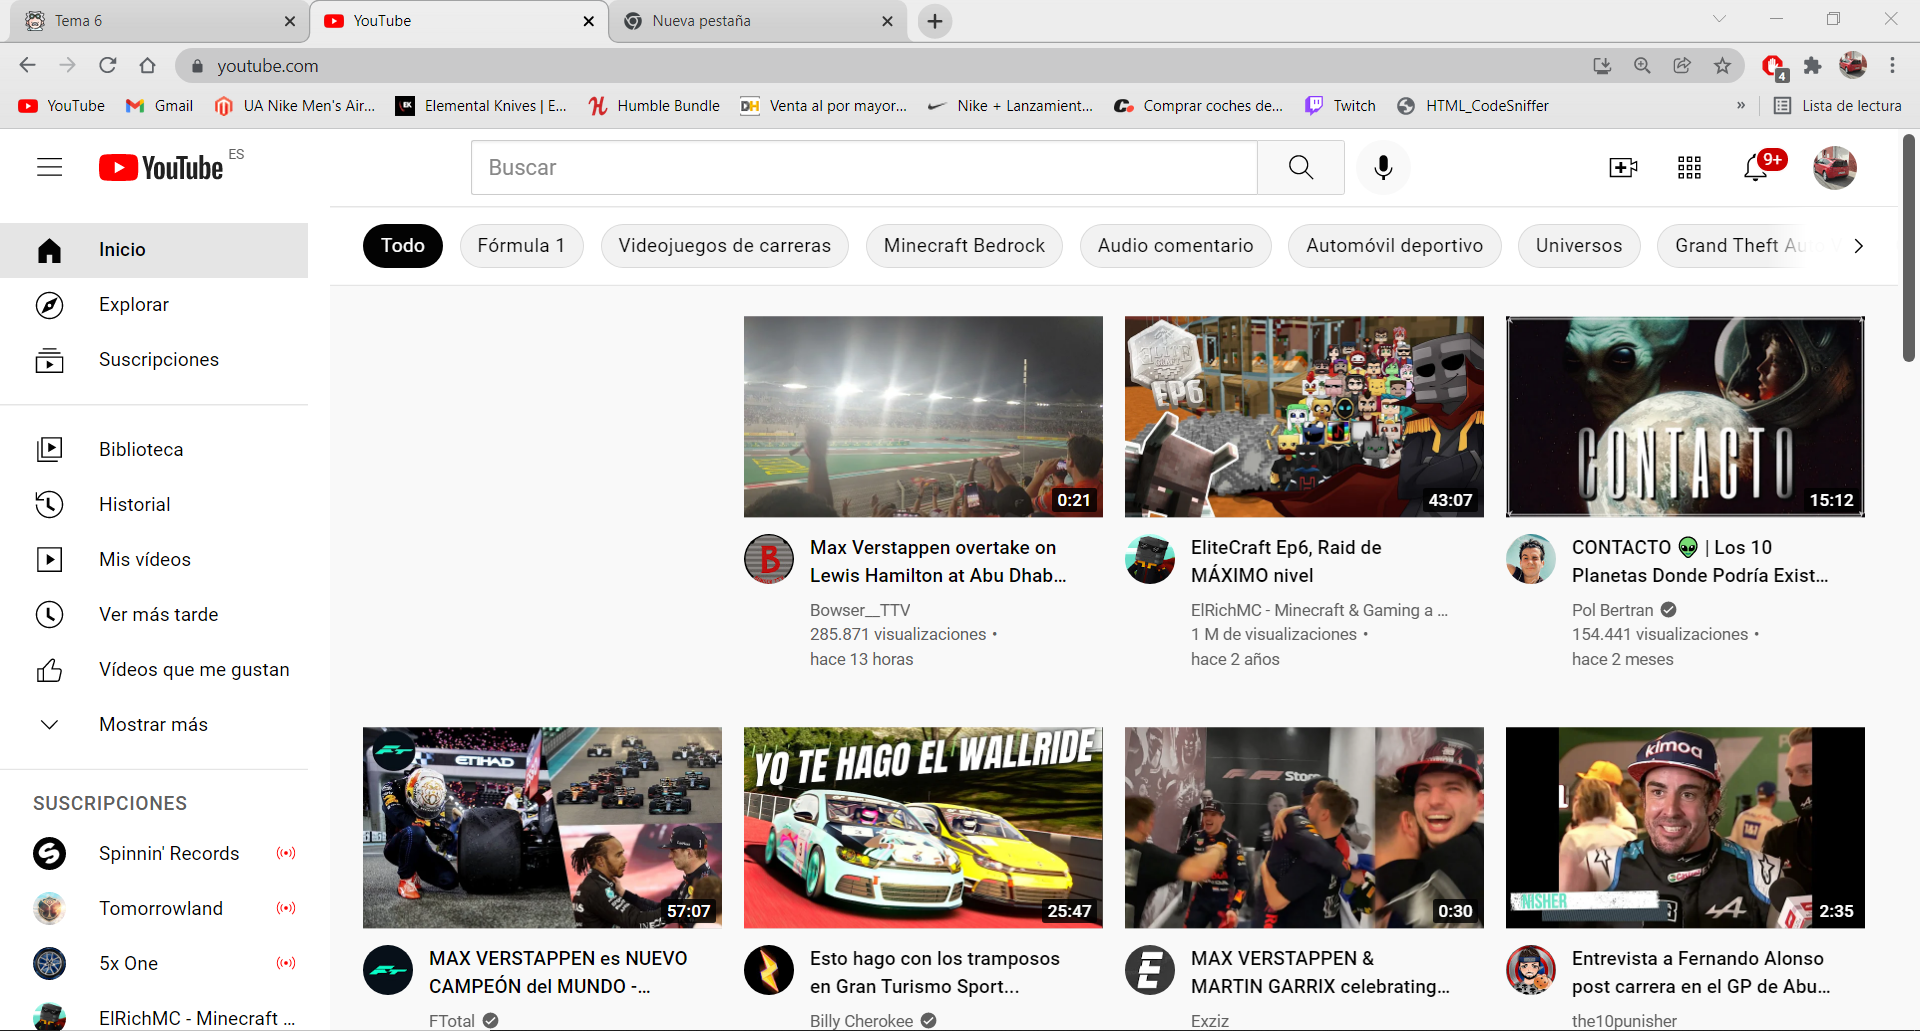 Tema 6
YouTube
Nueva pestaña
youtube.com
4
YouTube
Gmail
UA Nike Men's Air...
Elemental Knives | E...
Humble Bundle
Venta al por mayor...
Nike + Lanzamient...
Comprar coches de...
Twitch
HTML_CodeSniffer
»
Lista de lectura
YouTube ES
Buscar
9+
Todo
Fórmula 1
Videojuegos de carreras
Minecraft Bedrock
Audio comentario
Automóvil deportivo
Universos
Grand Theft Auto V
Inicio
Explorar
Suscripciones
Biblioteca
Historial
Mis vídeos
Ver más tarde
Vídeos que me gustan
Mostrar más
SUSCRIPCIONES
Spinnin' Records
Tomorrowland
5x One
ElRichMC - Minecraft ...
0:21
B
Max Verstappen overtake on
Lewis Hamilton at Abu Dhab...
Bowser__TTV
285.871 visualizaciones •
hace 13 horas
ELITE
CRAFT
EP6
43:07
EliteCraft Ep6, Raid de
MÁXIMO nivel
ElRichMC - Minecraft & Gaming a ...
1 M de visualizaciones •
hace 2 años
CONTACTO
15:12
CONTACTO 👽 | Los 10
Planetas Donde Podría Exist...
Pol Bertran
154.441 visualizaciones •
hace 2 meses
FT
ETIHAD
57:07
FT
MAX VERSTAPPEN es NUEVO
CAMPEÓN del MUNDO -...
FTotal
YO TE HAGO EL WALLRIDE
25:47
Esto hago con los tramposos
en Gran Turismo Sport...
Billy Cherokee
F1 Store
0:30
E
MAX VERSTAPPEN &
MARTIN GARRIX celebrating...
Exziz
kimoa
NISHER
2:35
Entrevista a Fernando Alonso
post carrera en el GP de Abu...
the10punisher